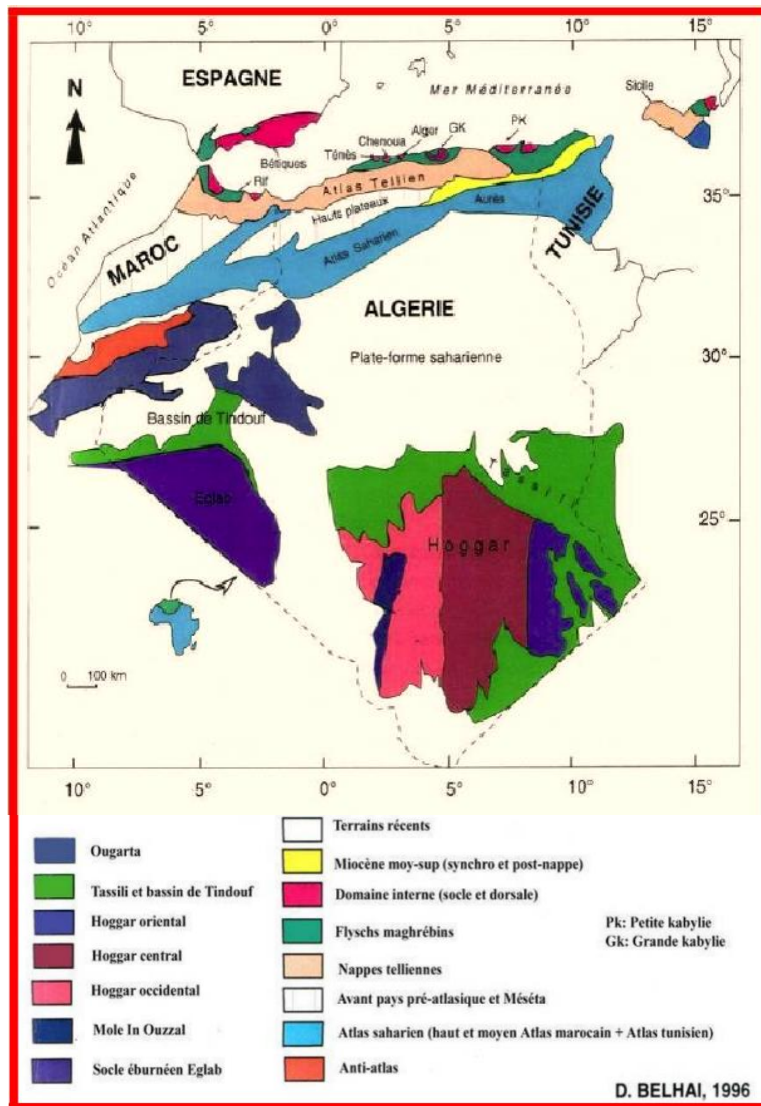 10° 5° 0° 5° 10° 15°
ESPAGNE
Mer Méditerranée
Sicile
N
Alger
PK
Chenoua
GK
Ténès
Bétiques
Rif
Atlas Tellien
35°
Océan Atlantique
Hauts plateaux
Aurès
MAROC
Atlas Saharien
TUNISIE
ALGERIE
30° 30°
Plate-forme saharienne
Bassin de Tindouf
Tassili
Eglab
25° 25°
Hoggar
0 100 km
10° 5° 0° 5° 10° 15°
Ougarta
Tassili et bassin de Tindouf
Hoggar oriental
Hoggar central
Hoggar occidental
Mole In Ouzzal
Socle éburnéen Eglab
Terrains récents
Miocène moy-sup (synchro et post-nappe)
Domaine interne (socle et dorsale)
Flyschs maghrébins
Nappes telliennes
Avant pays pré-atlasique et Méséta
Atlas saharien (haut et moyen Atlas marocain + Atlas tunisien)
Anti-atlas
Pk: Petite kabylie
Gk: Grande kabylie
D. BELHAI, 1996